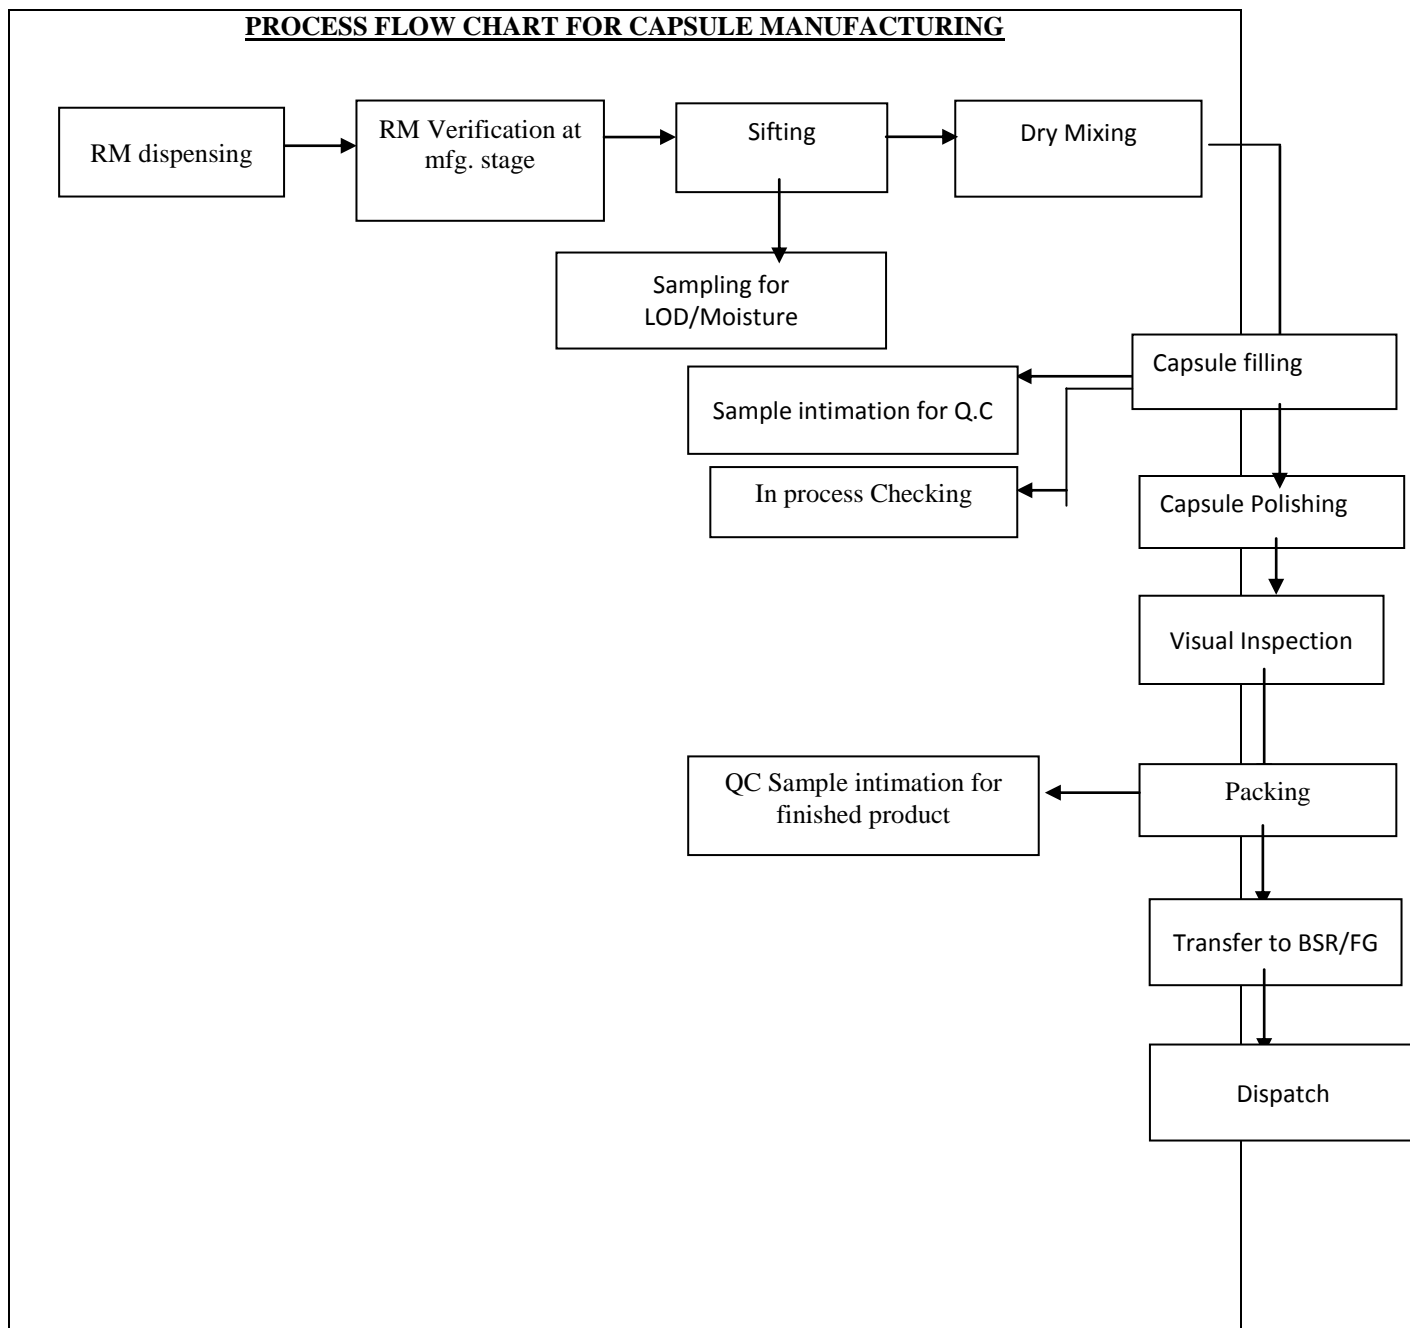 PROCESS FLOW CHART FOR CAPSULE MANUFACTURING
RM dispensing
RM Verification at
mfg. stage
Sifting
Dry Mixing
Sampling for
LOD/Moisture
Capsule filling
Sample intimation for Q.C
In process Checking
Capsule Polishing
Visual Inspection
QC Sample intimation for
finished product
Packing
Transfer to BSR/FG
Dispatch